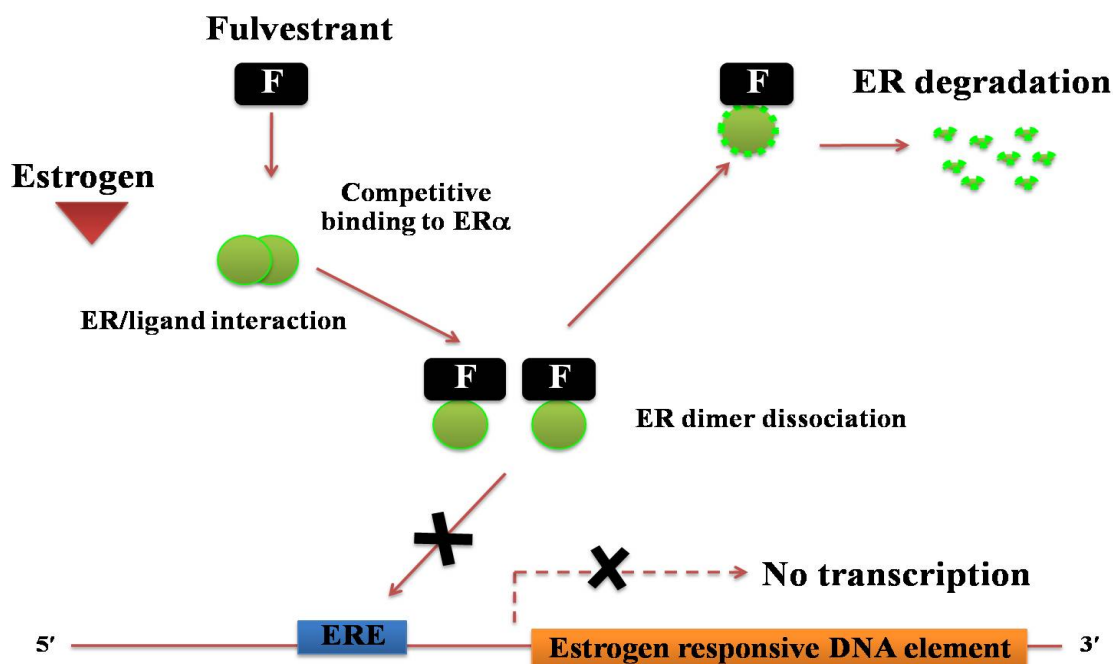 Fulvestrant
F
F
ER degradation
Estrogen
Competitive
binding to ERα
ER/ligand interaction
F
F
ER dimer dissociation
No transcription
5′
ERE
Estrogen responsive DNA element
3′